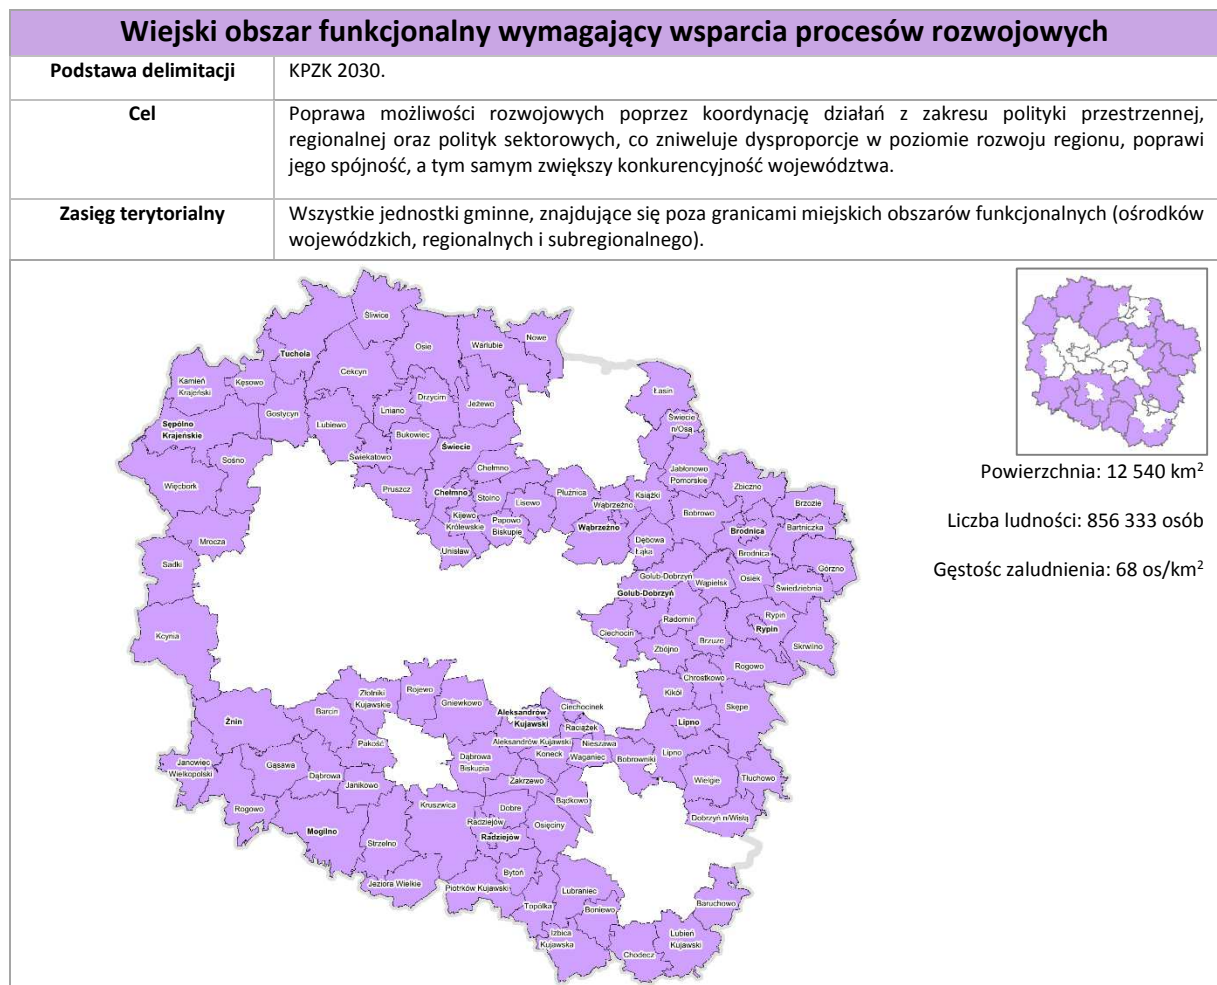 Wiejski obszar funkcjonalny wymagający wsparcia procesów rozwojowych
Podstawa delimitacji
KPZK 2030.
Cel
Poprawa możliwości rozwojowych poprzez koordynację działań z zakresu polityki przestrzennej,
regionalnej oraz polityk sektorowych, co zniweluje dysproporcje w poziomie rozwoju regionu, poprawi
jego spójność, a tym samym zwiększy konkurencyjność województwa.
Zasięg terytorialny
Wszystkie jednostki gminne, znajdujące się poza granicami miejskich obszarów funkcjonalnych (ośrodków
wojewódzkich, regionalnych i subregionalnego).
Śliwice
Osie
Warlubie
Nowe
Tuchola
Cekcyn
Kamień
Krajeński
Kęsowo
Gostycyn
Lubiewo
Lniano
Drzycim
Jeżewo
Bukowiec
Świecie
Świekatowo
Pruszcz
Sępólno
Krajeńskie
Sośno
Więcbork
Mrocza
Sadki
Kcynia
Chełmno
Chełmno
Stolno
Lisewo
Kijewo
Królewskie
Papowo
Biskupie
Unisław
Płużnica
Wąbrzeźno
Wąbrzeźno
Łasin
Świecie
n/Osą
Jabłonowo
Pomorskie
Książki
Zbiczno
Brzozie
Bobrowo
Bartniczka
Brodnica
Brodnica
Dębowa
Łąka
Górzno
Golub-Dobrzyń
Golub-Dobrzyń
Wąpielsk
Osiek
Świedziebnia
Radomin
Rypin
Rypin
Ciechocin
Zbójno
Brzuze
Skrwilno
Rogowo
Chrostkowo
Kikół
Skępe
Lipno
Lipno
Wielgie
Tłuchowo
Dobrzyń n/Wisłą
Bobrowniki
Żnin
Barcin
Złotniki
Kujawskie
Rojewo
Gniewkowo
Pakość
Aleksandrów
Kujawski
Ciechocinek
Raciążek
Aleksandrów Kujawski
Nieszawa
Koneck
Waganiec
Dąbrowa
Biskupia
Zakrzewo
Bądkowo
Janowiec
Wielkopolski
Gąsawa
Dąbrowa
Janikowo
Rogowo
Mogilno
Strzelno
Kruszwica
Dobre
Radziejów
Radziejów
Osięciny
Jeziora Wielkie
Piotrków Kujawski
Bytoń
Topólka
Lubraniec
Boniewo
Izbica
Kujawska
Chodecz
Lubień
Kujawski
Baruchowo
Powierzchnia: 12 540 km²
Liczba ludności: 856 333 osób
Gęstośc zaludnienia: 68 os/km²